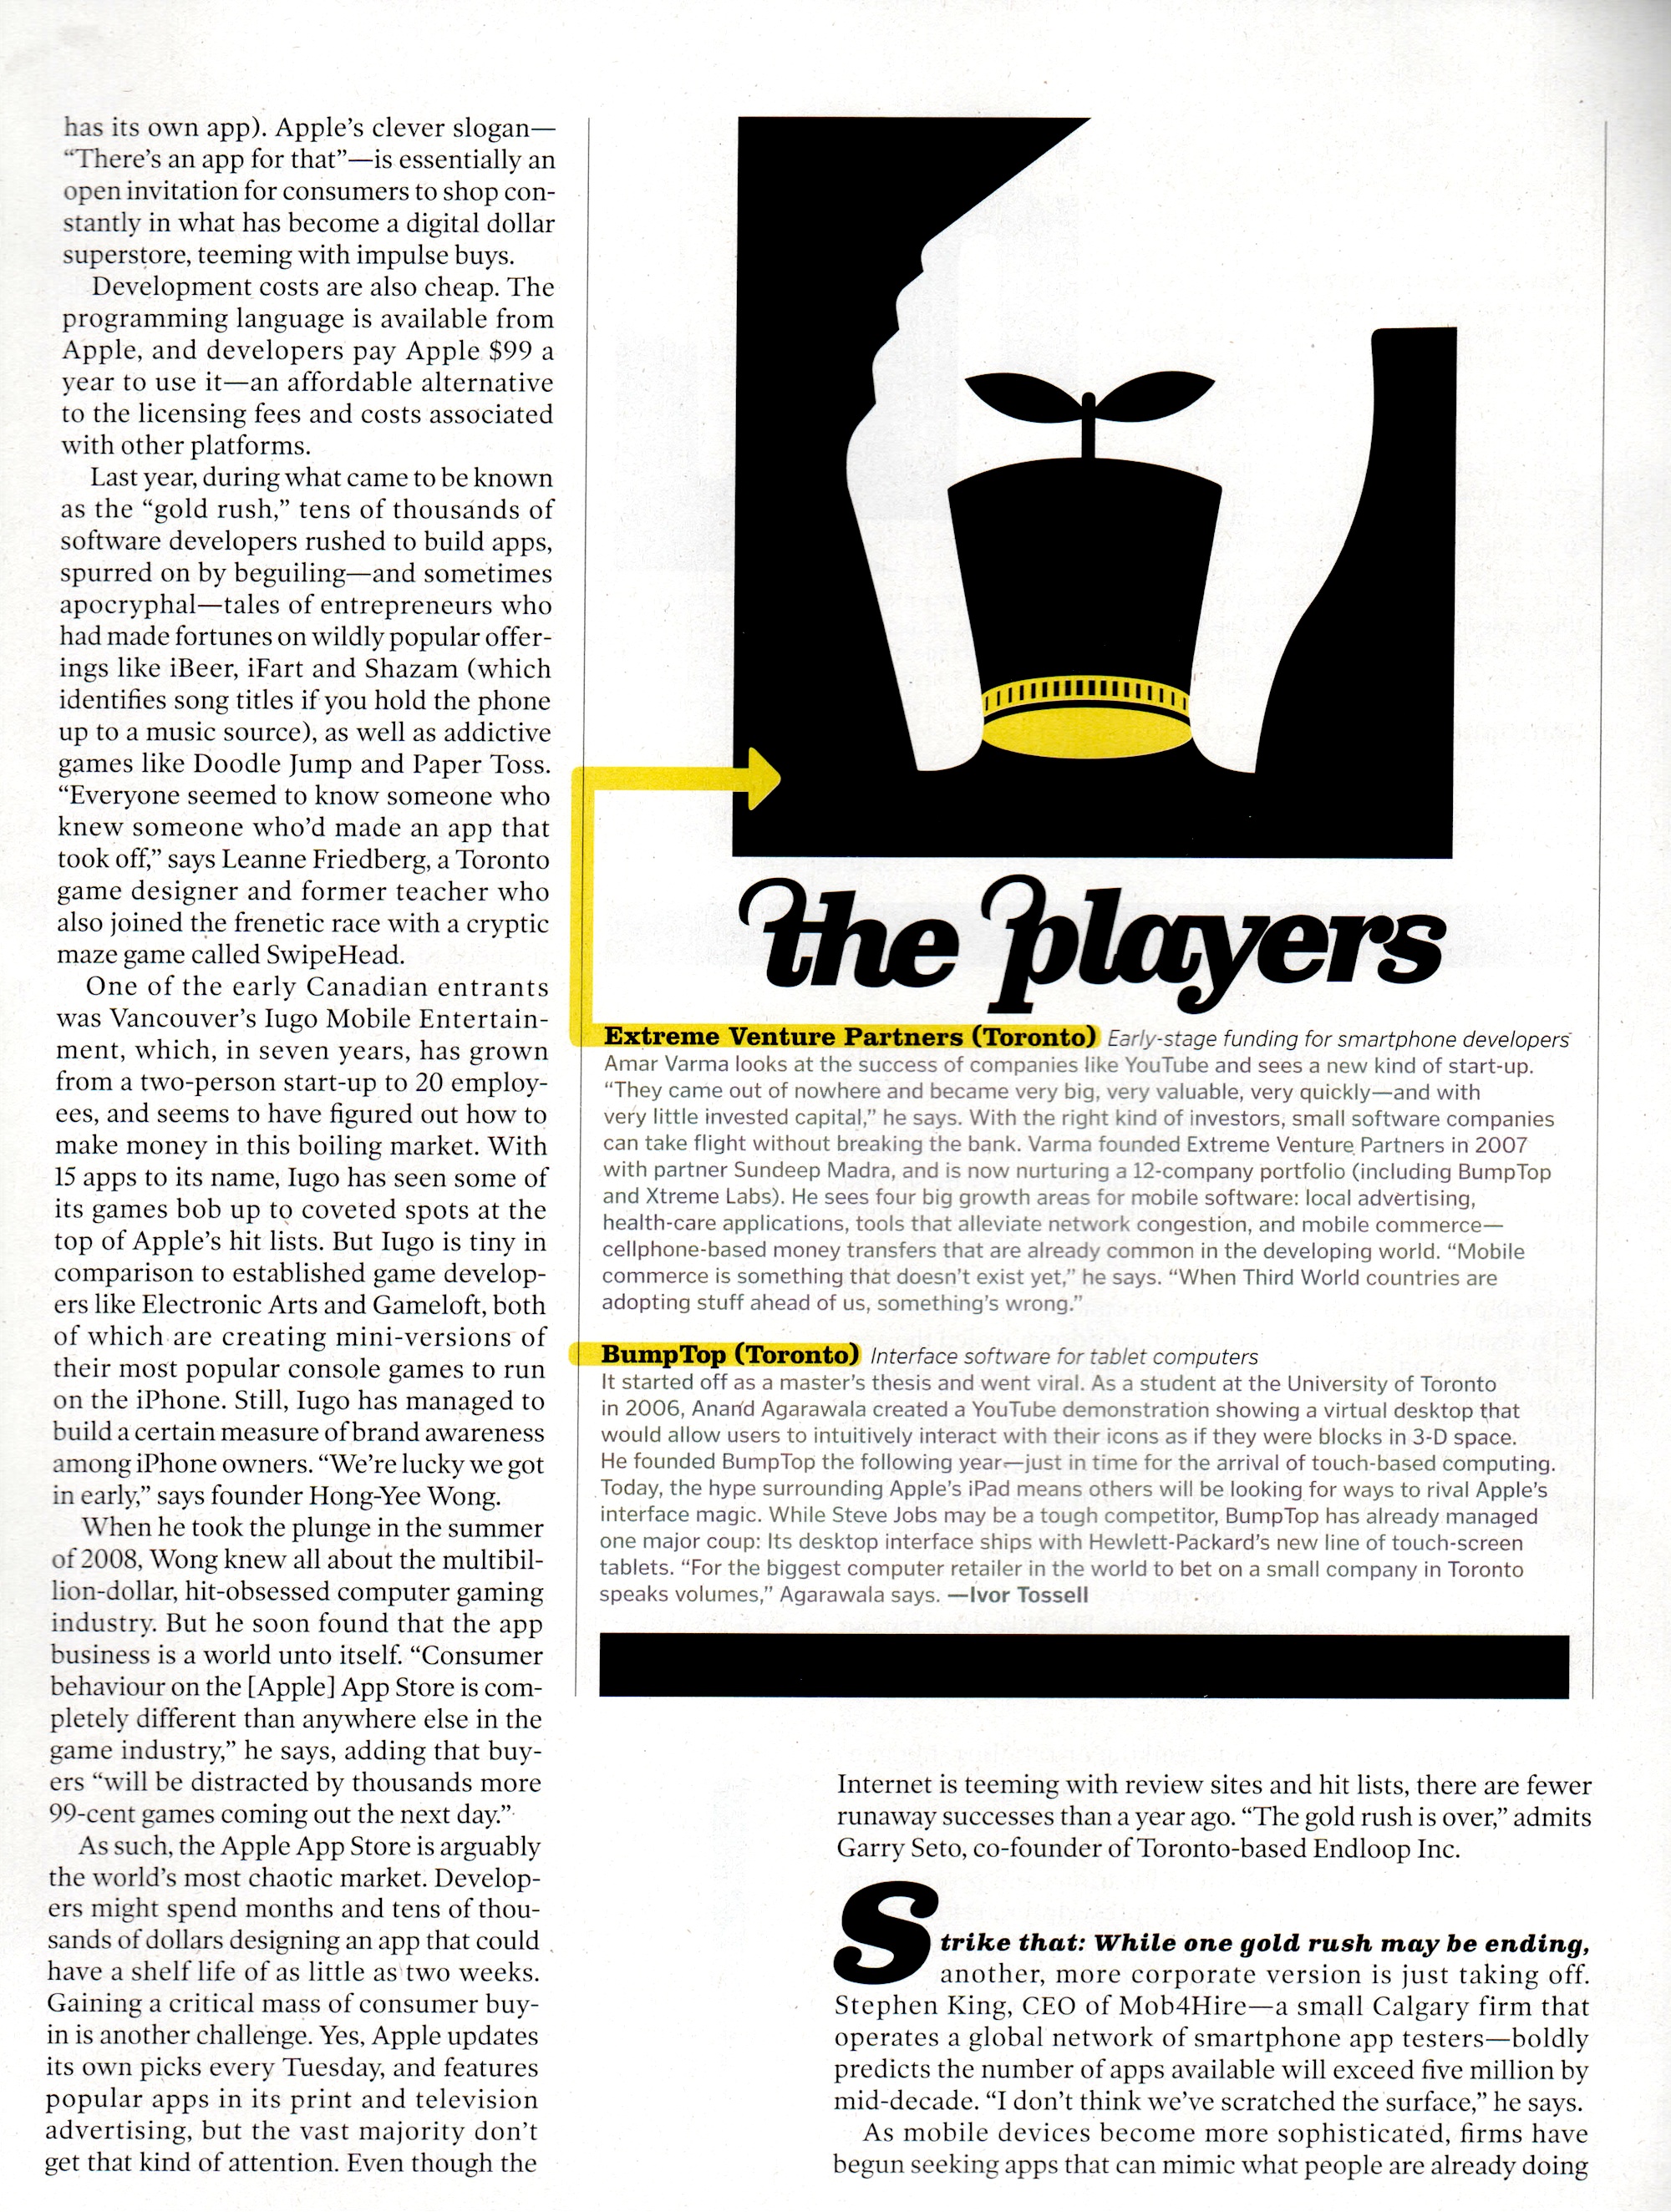 has its own app). Apple's clever slogan—
“There's an app for that”—is essentially an
open invitation for consumers to shop con-
stantly in what has become a digital dollar
superstore, teeming with impulse buys.
Development costs are also cheap. The
programming language is available from
Apple, and developers pay Apple $99 a
year to use it—an affordable alternative
to the licensing fees and costs associated
with other platforms.
Last year, during what came to be known
as the “gold rush,” tens of thousands of
software developers rushed to build apps,
spurred on by beguiling—and sometimes
apocryphal—tales of entrepreneurs who
had made fortunes on wildly popular offer-
ings like iBeer, iFart and Shazam (which
identifies song titles if you hold the phone
up to a music source), as well as addictive
games like Doodle Jump and Paper Toss.
“Everyone seemed to know someone who
knew someone who'd made an app that
took off,” says Leanne Friedberg, a Toronto
game designer and former teacher who
also joined the frenetic race with a cryptic
maze game called SwipeHead.
One of the early Canadian entrants
was Vancouver's Iugo Mobile Entertain-
ment, which, in seven years, has grown
from a two-person start-up to 20 employ-
ees, and seems to have figured out how to
make money in this boiling market. With
15 apps to its name, Iugo has seen some of
its games bob up to coveted spots at the
top of Apple's hit lists. But Iugo is tiny in
comparison to established game develop-
ers like Electronic Arts and Gameloft, both
of which are creating mini-versions of
their most popular console games to run
on the iPhone. Still, Iugo has managed to
build a certain measure of brand awareness
among iPhone owners. “We're lucky we got
in early,” says founder Hong-Yee Wong.
When he took the plunge in the summer
of 2008, Wong knew all about the multibil-
lion-dollar, hit-obsessed computer gaming
industry. But he soon found that the app
business is a world unto itself. “Consumer
behaviour on the [Apple] App Store is com-
pletely different than anywhere else in the
game industry,” he says, adding that buy-
ers “will be distracted by thousands more
99-cent games coming out the next day.”
As such, the Apple App Store is arguably
the world's most chaotic market. Develop-
ers might spend months and tens of thou-
sands of dollars designing an app that could
have a shelf life of as little as two weeks.
Gaining a critical mass of consumer buy-
in is another challenge. Yes, Apple updates
its own picks every Tuesday, and features
popular apps in its print and television
advertising, but the vast majority don't
get that kind of attention. Even though the
the players
Extreme Venture Partners (Toronto) Early-stage funding for smartphone developers
Amar Varma looks at the success of companies like YouTube and sees a new kind of start-up.
“They came out of nowhere and became very big, very valuable, very quickly—and with
very little invested capital,” he says. With the right kind of investors, small software companies
can take flight without breaking the bank. Varma founded Extreme Venture Partners in 2007
with partner Sundeep Madra, and is now nurturing a 12-company portfolio (including BumpTop
and Xtreme Labs). He sees four big growth areas for mobile software: local advertising,
health-care applications, tools that alleviate network congestion, and mobile commerce—
cellphone-based money transfers that are already common in the developing world. “Mobile
commerce is something that doesn't exist yet,” he says. “When Third World countries are
adopting stuff ahead of us, something's wrong.”
BumpTop (Toronto) Interface software for tablet computers
It started off as a master's thesis and went viral. As a student at the University of Toronto
in 2006, Anand Agarawala created a YouTube demonstration showing a virtual desktop that
would allow users to intuitively interact with their icons as if they were blocks in 3-D space.
He founded BumpTop the following year—just in time for the arrival of touch-based computing.
Today, the hype surrounding Apple's iPad means others will be looking for ways to rival Apple's
interface magic. While Steve Jobs may be a tough competitor, BumpTop has already managed
one major coup: Its desktop interface ships with Hewlett-Packard's new line of touch-screen
tablets. “For the biggest computer retailer in the world to bet on a small company in Toronto
speaks volumes,” Agarawala says. —Ivor Tossell
Internet is teeming with review sites and hit lists, there are fewer
runaway successes than a year ago. “The gold rush is over,” admits
Garry Seto, co-founder of Toronto-based Endloop Inc.
Strike that: While one gold rush may be ending,
another, more corporate version is just taking off.
Stephen King, CEO of Mob4Hire—a small Calgary firm that
operates a global network of smartphone app testers—boldly
predicts the number of apps available will exceed five million by
mid-decade. “I don't think we've scratched the surface,” he says.
As mobile devices become more sophisticated, firms have
begun seeking apps that can mimic what people are already doing